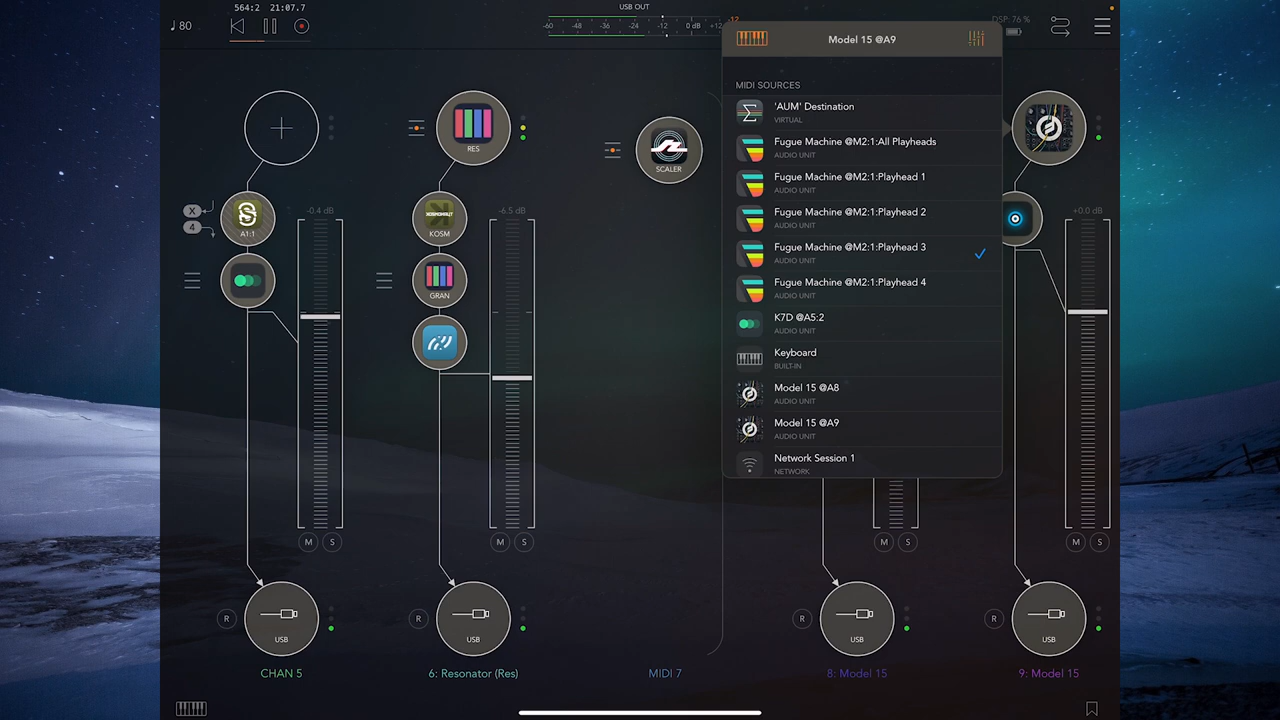 564:2 21:07.7
♩80
USB OUT
-60 -48 -36 -24 -12 0 dB +12
-12
DSP: 76 %
Model 15 @A9
MIDI SOURCES
'AUM' Destination
VIRTUAL
Fugue Machine @M2:1:All Playheads
AUDIO UNIT
Fugue Machine @M2:1:Playhead 1
AUDIO UNIT
Fugue Machine @M2:1:Playhead 2
AUDIO UNIT
Fugue Machine @M2:1:Playhead 3
AUDIO UNIT
Fugue Machine @M2:1:Playhead 4
AUDIO UNIT
K7D @A5:2
AUDIO UNIT
Keyboard
BUILT-IN
Model 15 @A8
AUDIO UNIT
Model 15 @A9
AUDIO UNIT
Network Session 1
NETWORK
RES
SCALER
X
4
A1:1
-0.4 dB
KOSM
-6.5 dB
+0.0 dB
GRAN
M S
M S
M S
M S
R USB
R USB
R USB
R USB
CHAN 5
6: Resonator (Res)
MIDI 7
8: Model 15
9: Model 15